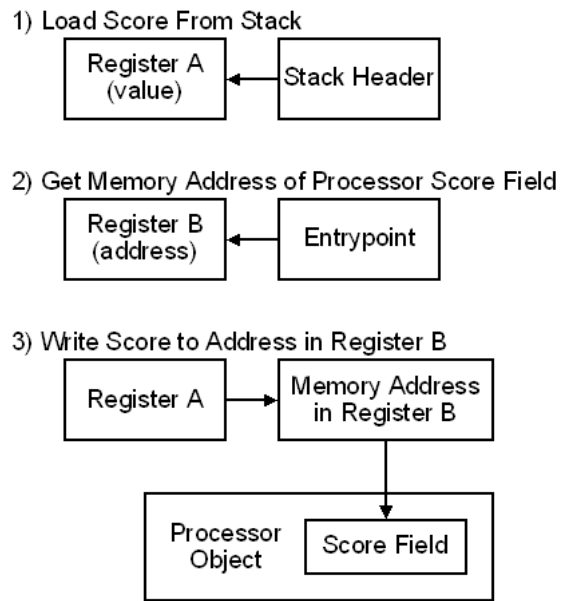 1) Load Score From Stack
Register A
(value)
Stack Header
2) Get Memory Address of Processor Score Field
Register B
(address)
Entrypoint
3) Write Score to Address in Register B
Register A
Memory Address
in Register B
Processor
Object
Score Field